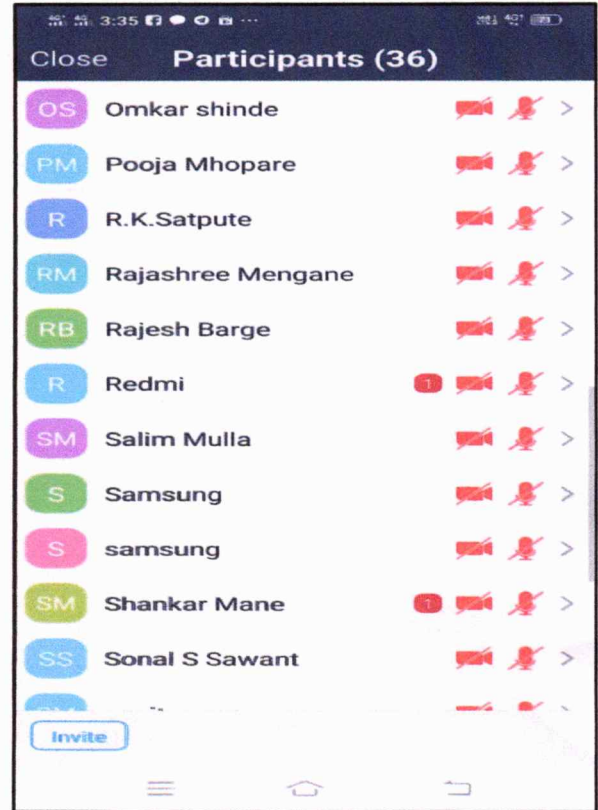 3:35
Close Participants (36)
OS Omkar shinde
PM Pooja Mhopare
R R.K.Satpute
RM Rajashree Mengane
RB Rajesh Barge
R Redmi 1
SM Salim Mulla
S Samsung
S samsung
SM Shankar Mane 1
SS Sonal S Sawant
Invite